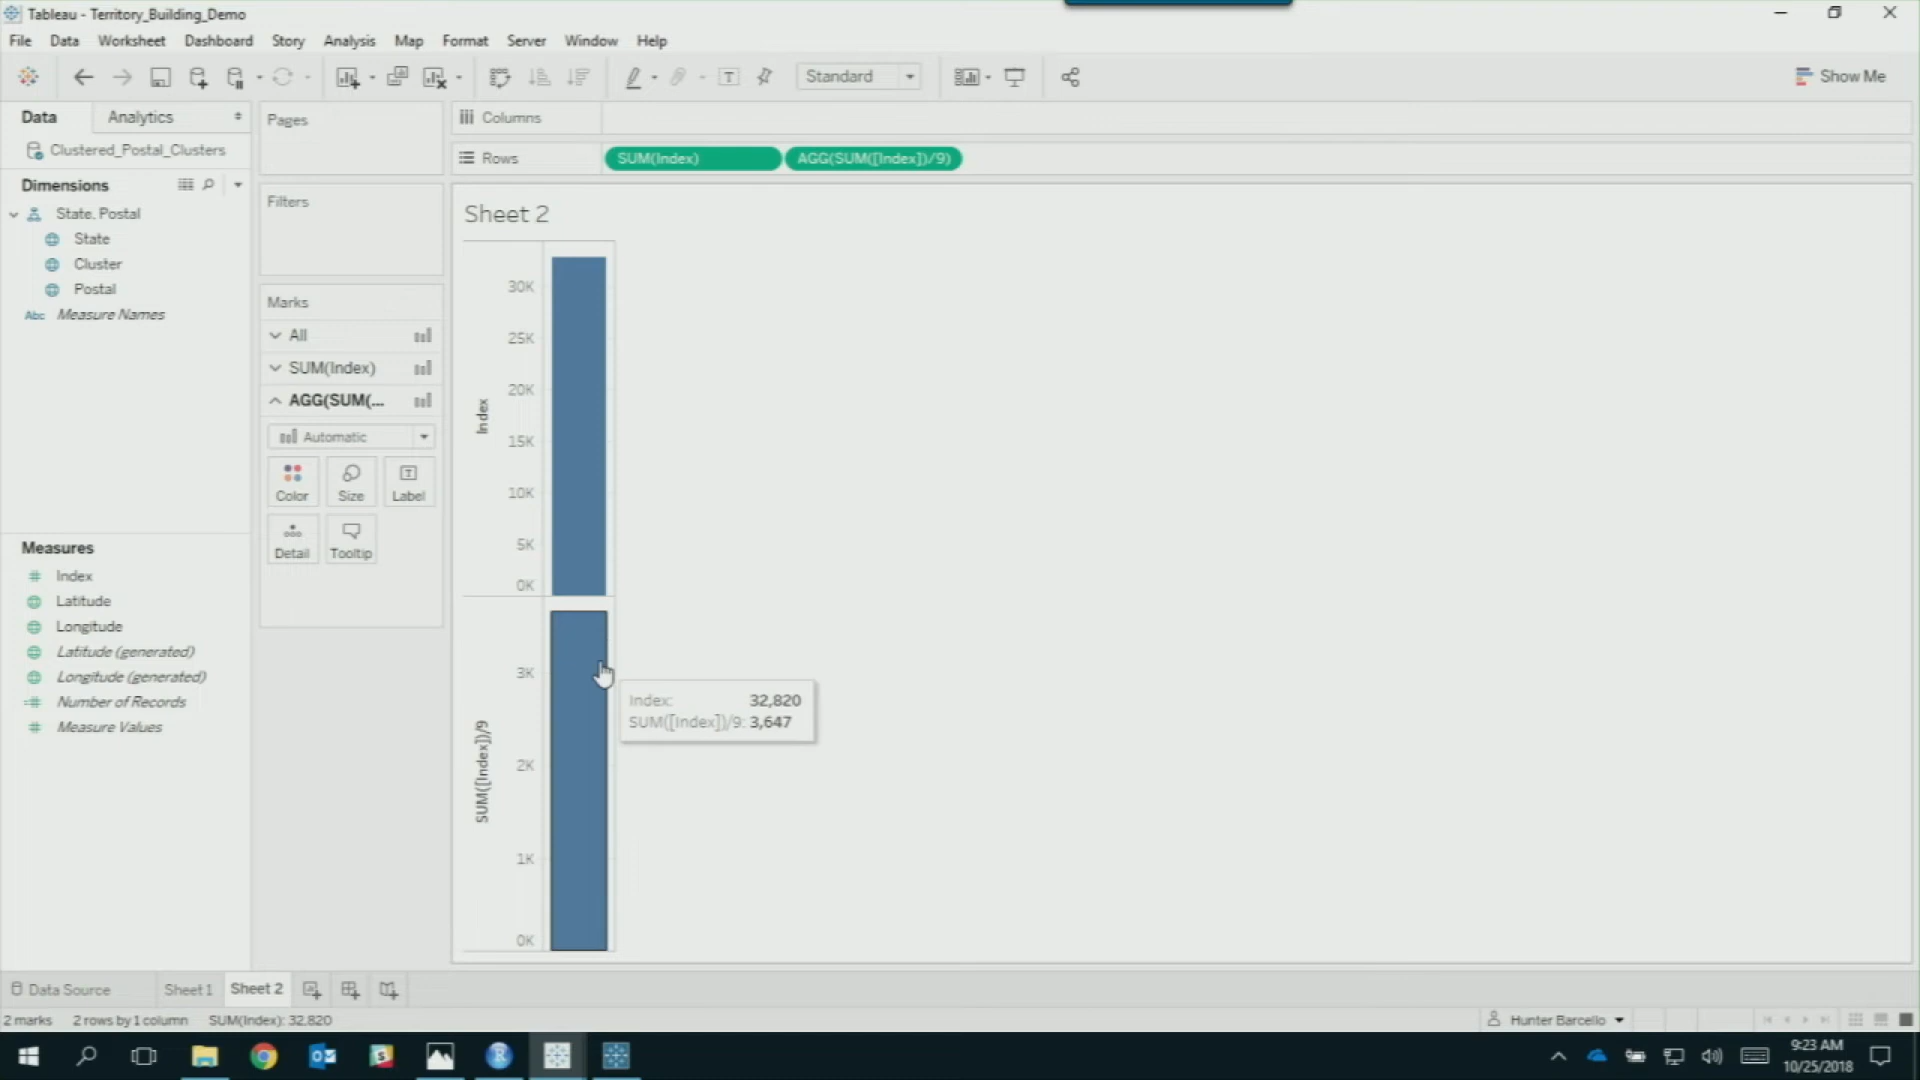 Tableau - Territory_Building_Demo
File Data Worksheet Dashboard Story Analysis Map Format Server Window Help
Standard
Show Me
Data Analytics
Clustered_Postal_Clusters
Dimensions
State, Postal
State
Cluster
Postal
Abc Measure Names
Measures
Index
Latitude
Longitude
Latitude (generated)
Longitude (generated)
Number of Records
Measure Values
Pages
Filters
Marks
All
SUM(Index)
AGG(SUM(...
Automatic
Color Size Label
Detail Tooltip
Columns
Rows SUM(Index) AGG(SUM([Index])/9)
Sheet 2
30K
25K
20K
15K
10K
5K
0K
Index
3K
2K
1K
0K
SUM([Index])/9
Index: 32,820
SUM([Index])/9: 3,647
Data Source Sheet 1 Sheet 2
2 marks 2 rows by 1 column SUM(Index): 32,820
Hunter Barcello
9:23 AM
10/25/2018